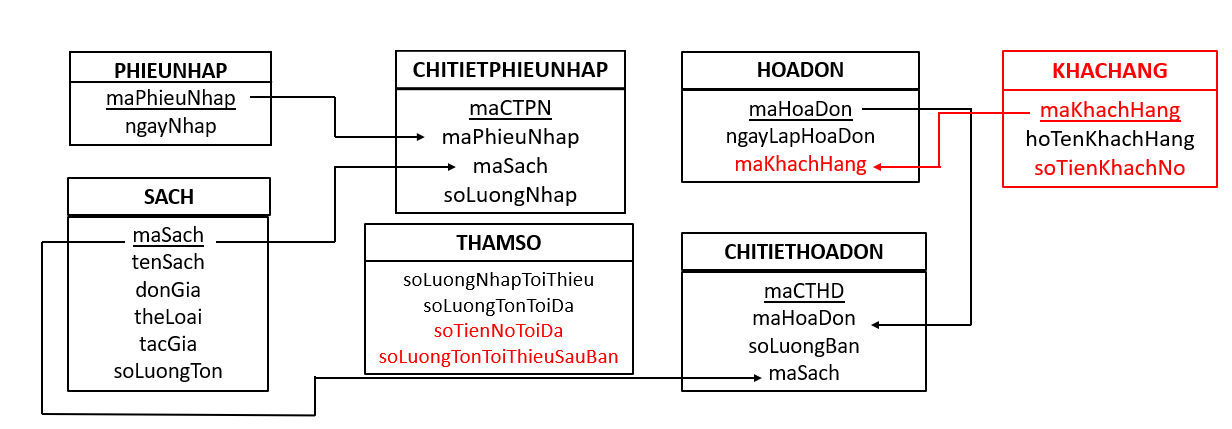 PHIEUNHAP
maPhieuNhap
ngayNhap
CHITIETPHIEUNHAP
maCTPN
maPhieuNhap
maSach
soLuongNhap
HOADON
maHoaDon
ngayLapHoaDon
maKhachHang
KHACHANG
maKhachHang
hoTenKhachHang
soTienKhachNo
SACH
maSach
tenSach
donGia
theLoai
tacGia
soLuongTon
THAMSO
soLuongNhapToiThieu
soLuongTonToiDa
soTienNoToiDa
soLuongTonToiThieuSauBan
CHITIETHOADON
maCTHD
maHoaDon
soLuongBan
maSach